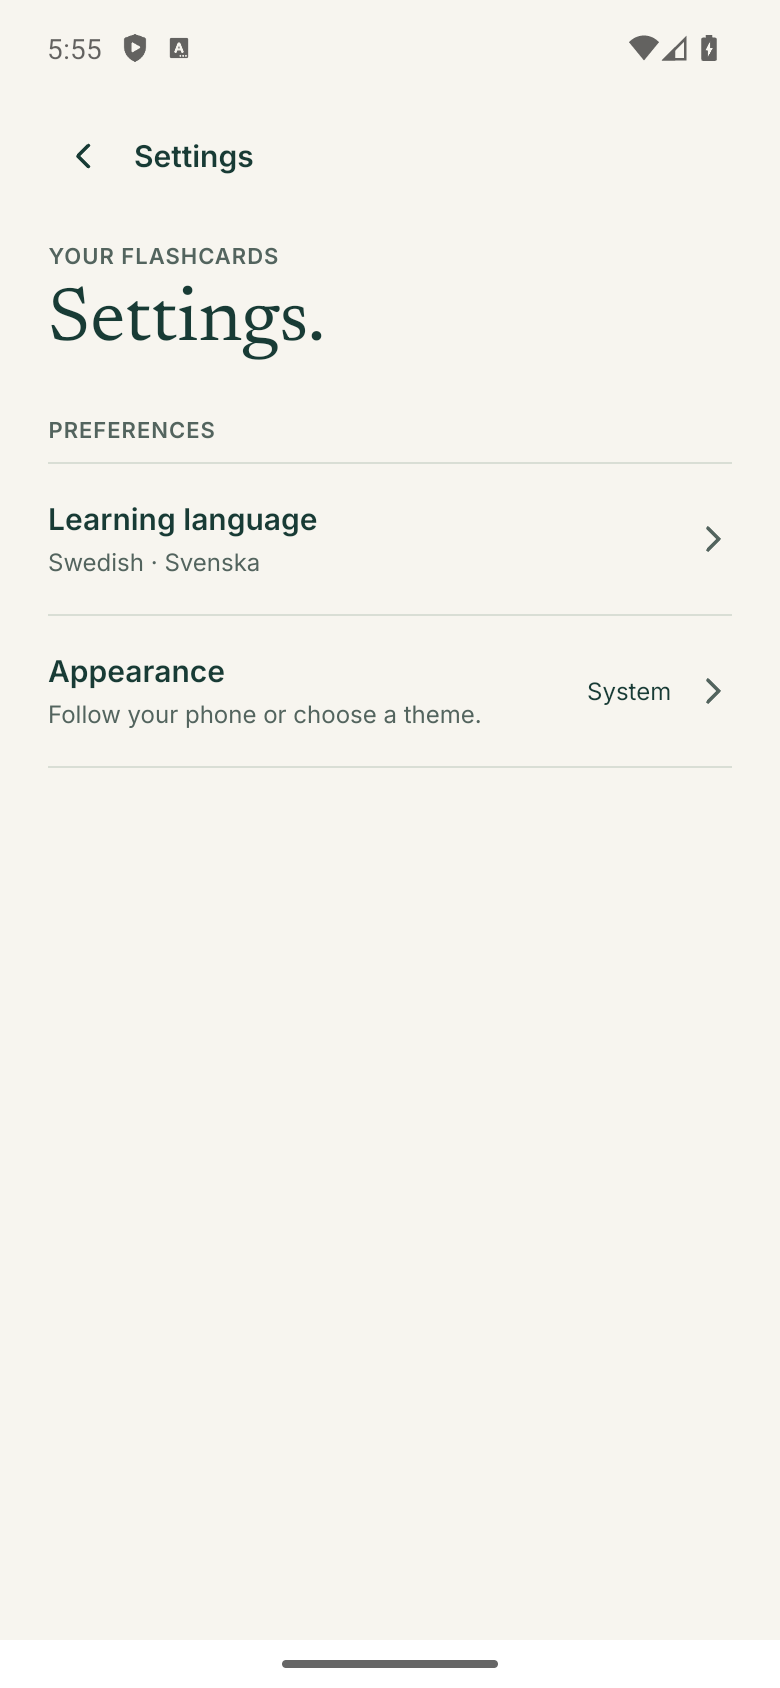 5:55
Settings
YOUR FLASHCARDS
Settings.
PREFERENCES
Learning language
Swedish · Svenska
Appearance
Follow your phone or choose a theme.
System